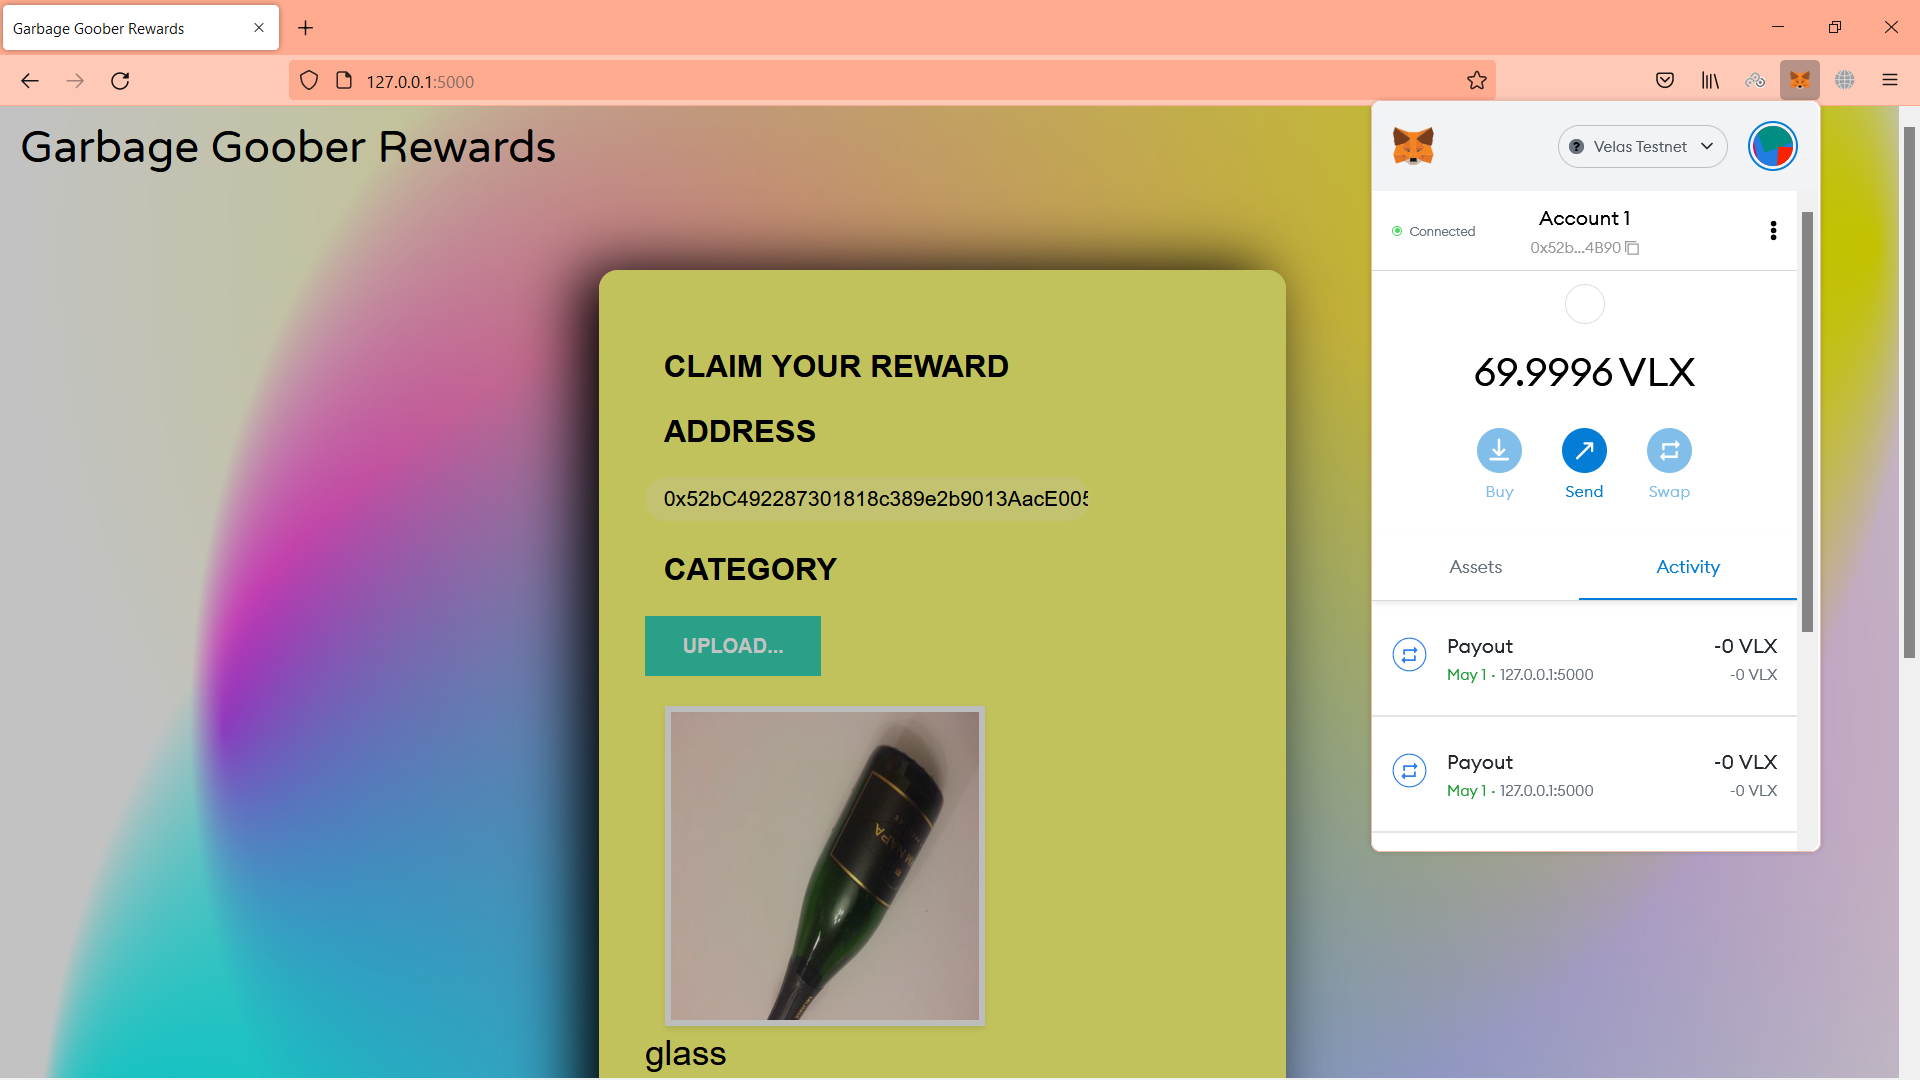 Garbage Goober Rewards
127.0.0.1:5000
Garbage Goober Rewards
CLAIM YOUR REWARD
ADDRESS
0x52bC492287301818c389e2b9013AacE005
CATEGORY
UPLOAD...
NAPA
glass
Velas Testnet
Connected
Account 1
0x52b...4B90
69.9996 VLX
Buy
Send
Swap
Assets
Activity
Payout
-0 VLX
May 1 · 127.0.0.1:5000
-0 VLX
Payout
-0 VLX
May 1 · 127.0.0.1:5000
-0 VLX